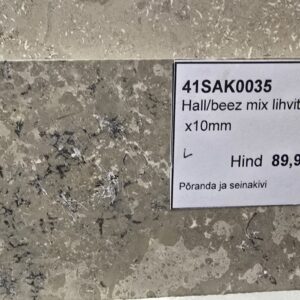 41SAK0035
Hall/beez mix lihvit
x10mm
Hind 89,9
Põranda ja seinakivi